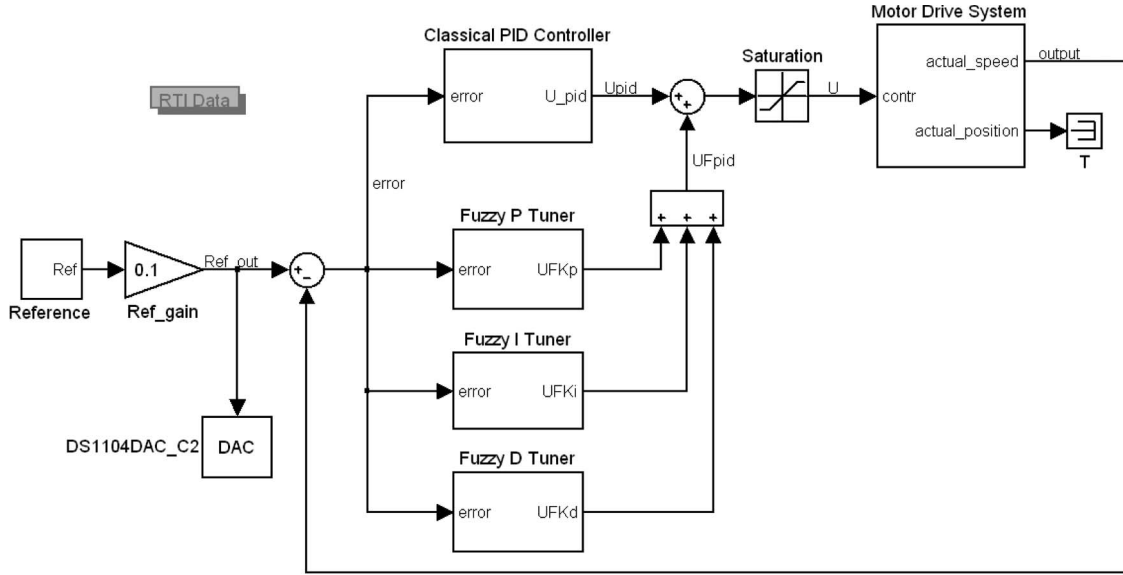 Motor Drive System
Classical PID Controller
Saturation
actual_speed
output
RTI Data
error
U_pid
Upid
+
+
U
contr
actual_position
T
UFpid
error
Fuzzy P Tuner
+ + +
Ref
0.1
Ref_out
+
−
error
UFKp
Reference
Ref_gain
Fuzzy I Tuner
error
UFKi
DS1104DAC_C2
DAC
Fuzzy D Tuner
error
UFKd